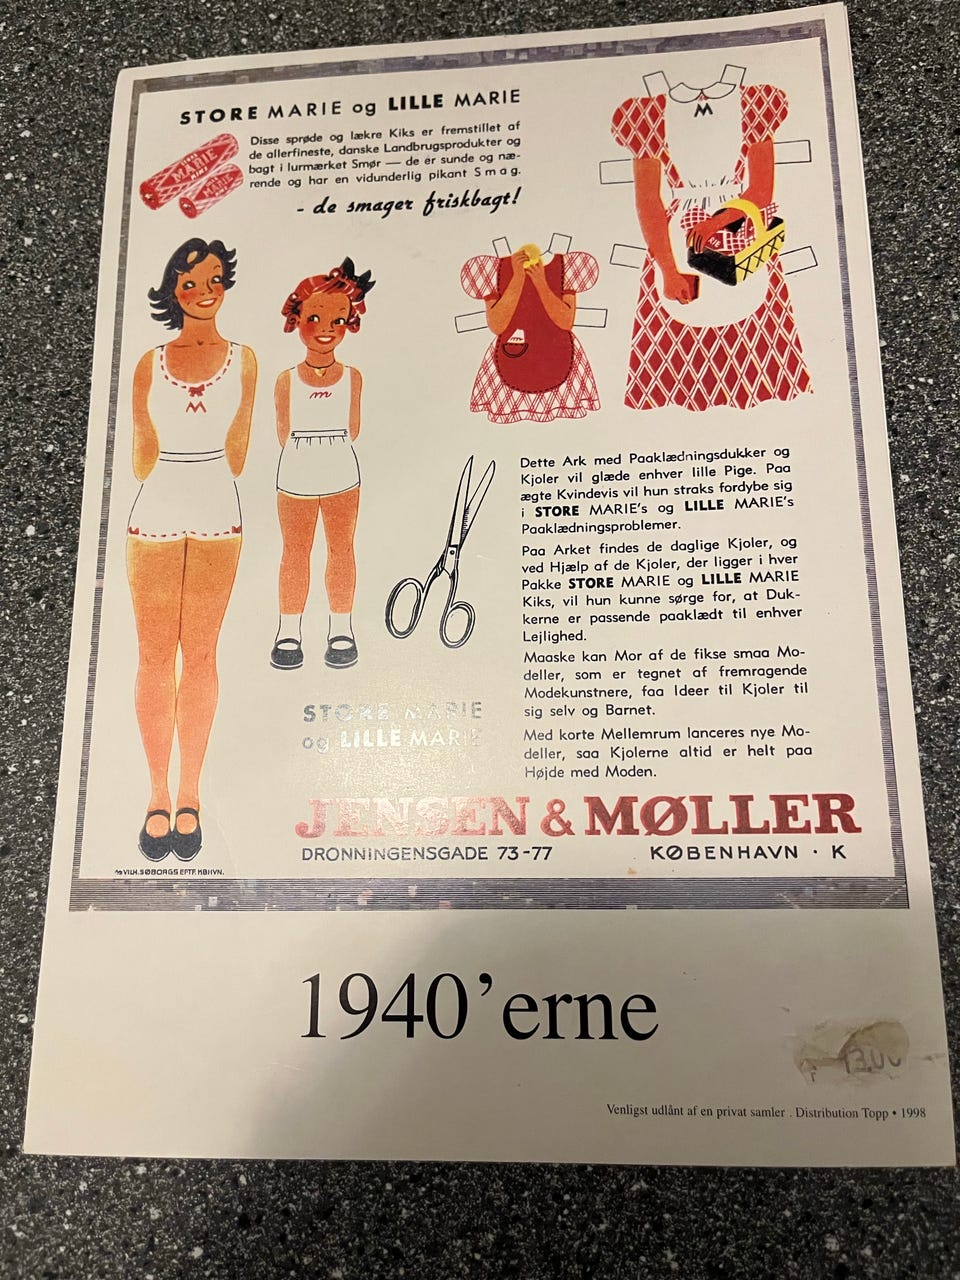 STORE MARIE og LILLE MARIE
Disse sprøde og lækre Kiks er fremstillet af
de allerfineste, danske Landbrugsprodukter og
bagt i lurmærket Smør — de er sunde og næ-
rende og har en vidunderlig pikant Smag.
- de smager friskbagt!
MARIE
MARIE
M
M
m
Dette Ark med Paaklædningsdukker og
Kjoler vil glæde enhver lille Pige. Paa
ægte Kvindevis vil hun straks fordybe sig
i STORE MARIE's og LILLE MARIE's
Paaklædningsproblemer.
Paa Arket findes de daglige Kjoler, og
ved Hjælp af de Kjoler, der ligger i hver
Pakke STORE MARIE og LILLE MARIE
Kiks, vil hun kunne sørge for, at Duk-
kerne er passende paaklædt til enhver
Lejlighed.
Maaske kan Mor af de fikse smaa Mo-
deller, som er tegnet af fremragende
Modekunstnere, faa Ideer til Kjoler til
sig selv og Barnet.
Med korte Mellemrum lanceres nye Mo-
deller, saa Kjolerne altid er helt paa
Højde med Moden.
STORE MARIE
og LILLE MARIE
JENSEN & MØLLER
DRONNINGENSGADE 73-77 KØBENHAVN · K
VILH. SØBORGS EFTF. KBHVN.
1940'erne
13,00
Venligst udlånt af en privat samler . Distribution Topp • 1998